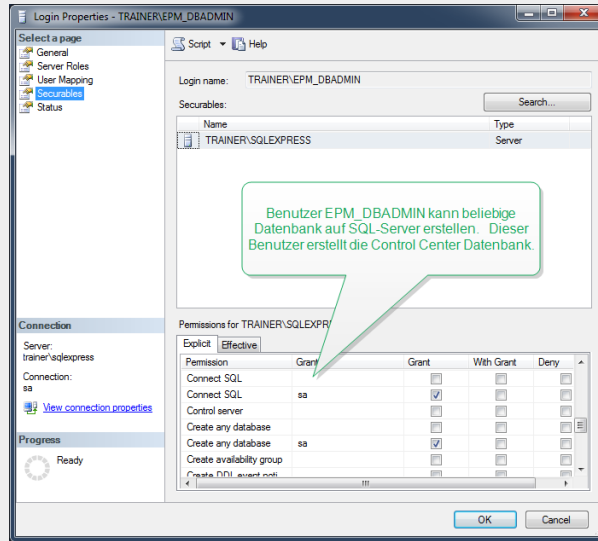 Login Properties - TRAINER\EPM_DBADMIN
Select a page
General
Server Roles
User Mapping
Securables
Status
Script
Help
Login name: TRAINER\EPM_DBADMIN
Securables:
Search...
Name Type
TRAINER\SQLEXPRESS Server
Benutzer EPM_DBADMIN kann beliebige
Datenbank auf SQL-Server erstellen. Dieser
Benutzer erstellt die Control Center Datenbank.
Connection
Server:
trainer\sqlexpress
Connection:
sa
View connection properties
Progress
Ready
Permissions for TRAINER\SQLEXPR
Explicit Effective
Permission Grant Grant With Grant Deny
Connect SQL
Connect SQL sa
Control server
Create any database
Create any database sa
Create availability group
Create DDL event noti
OK Cancel